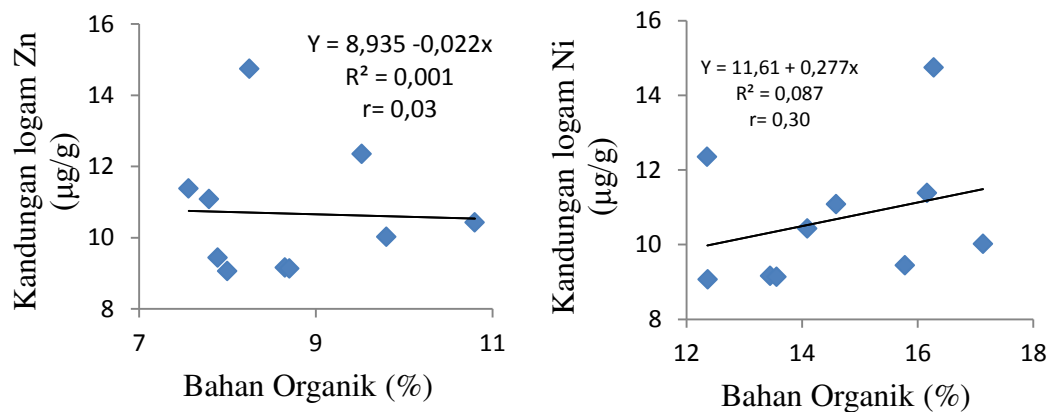 16
14
12
10
8
7
9
11
Kandungan logam Zn
(µg/g)
Y = 8,935 -0,022x
R² = 0,001
r= 0,03
Bahan Organik (%)
16
14
12
10
8
6
12
14
16
18
Kandungan logam Ni
(µg/g)
Y = 11,61 + 0,277x
R² = 0,087
r= 0,30
Bahan Organik (%)